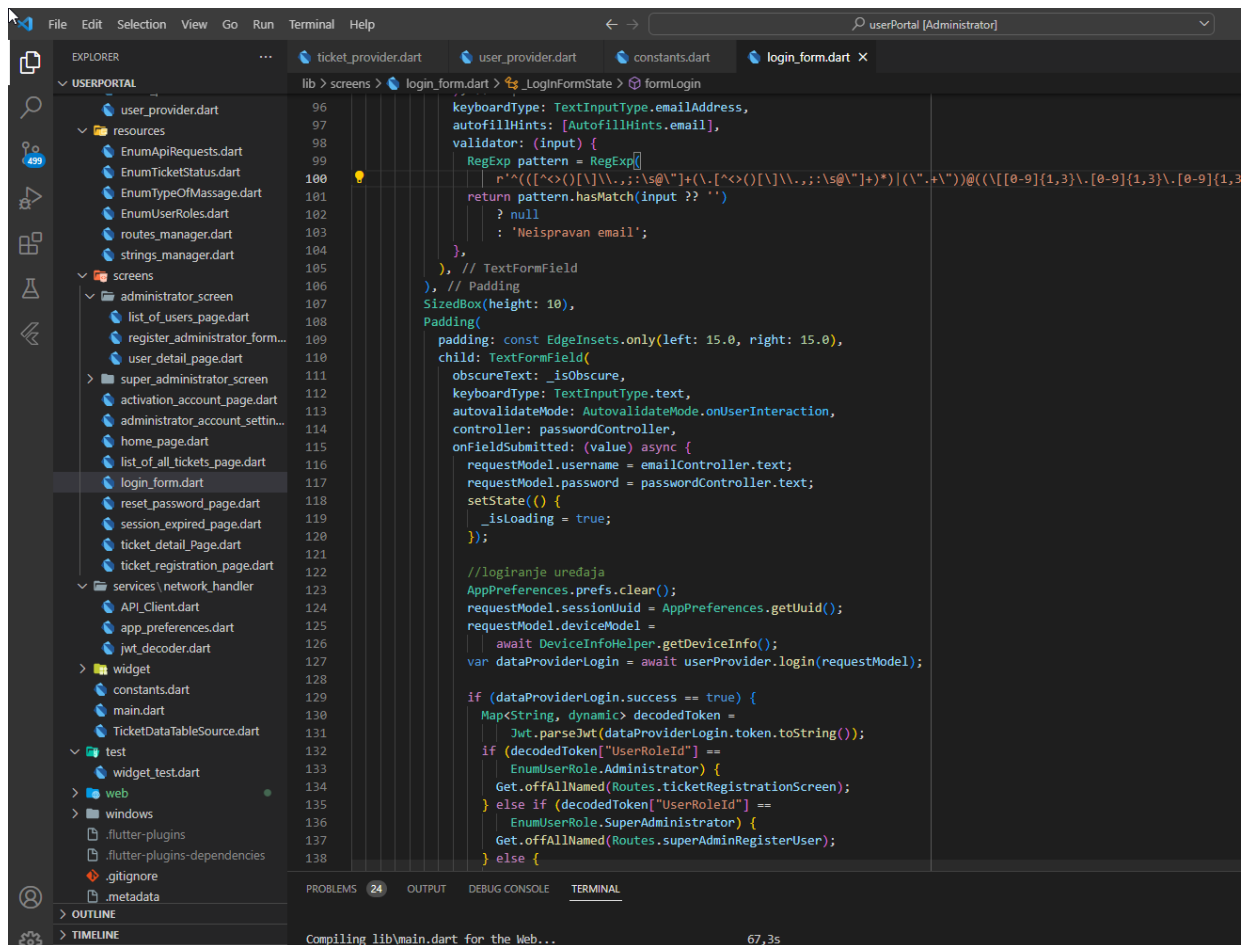 File Edit Selection View Go Run Terminal Help
userPortal [Administrator]
EXPLORER
ticket_provider.dart
user_provider.dart
constants.dart
login_form.dart
USERPORTAL
lib > screens > login_form.dart > _LogInFormState > formLogin
499
user_provider.dart
resources
EnumApiRequests.dart
EnumTicketStatus.dart
EnumTypeOfMassage.dart
EnumUserRoles.dart
routes_manager.dart
strings_manager.dart
screens
administrator_screen
list_of_users_page.dart
register_administrator_form...
user_detail_page.dart
super_administrator_screen
activation_account_page.dart
administrator_account_settin...
home_page.dart
list_of_all_tickets_page.dart
login_form.dart
reset_password_page.dart
session_expired_page.dart
ticket_detail_Page.dart
ticket_registration_page.dart
services\network_handler
API_Client.dart
app_preferences.dart
jwt_decoder.dart
widget
constants.dart
main.dart
TicketDataTableSource.dart
test
widget_test.dart
web
windows
.flutter-plugins
.flutter-plugins-dependencies
.gitignore
.metadata
OUTLINE
TIMELINE
96 keyboardType: TextInputType.emailAddress,
97 autofillHints: [AutofillHints.email],
98 validator: (input) {
99 RegExp pattern = RegExp(
100 r'^(([^<>()[\]\\.,;:\s@\"]+(\.[^<>()[\]\\.,;:\s@\"]+)*)|(\".+\"))@((\[[0-9]{1,3}\.[0-9]{1,3}\.[0-9]{1,3
101 return pattern.hasMatch(input ?? '')
102 ? null
103 : 'Neispravan email';
104 },
105 ), // TextFormField
106 ), // Padding
107 SizedBox(height: 10),
108 Padding(
109 padding: const EdgeInsets.only(left: 15.0, right: 15.0),
110 child: TextFormField(
111 obscureText: _isObscure,
112 keyboardType: TextInputType.text,
113 autovalidateMode: AutovalidateMode.onUserInteraction,
114 controller: passwordController,
115 onFieldSubmitted: (value) async {
116 requestModel.username = emailController.text;
117 requestModel.password = passwordController.text;
118 setState(() {
119 _isLoading = true;
120 });
121
122 //logiranje uređaja
123 AppPreferences.prefs.clear();
124 requestModel.sessionUuid = AppPreferences.getUuid();
125 requestModel.deviceModel =
126 await DeviceInfoHelper.getDeviceInfo();
127 var dataProviderLogin = await userProvider.login(requestModel);
128
129 if (dataProviderLogin.success == true) {
130 Map<String, dynamic> decodedToken =
131 Jwt.parseJwt(dataProviderLogin.token.toString());
132 if (decodedToken["UserRoleId"] ==
133 EnumUserRole.Administrator) {
134 Get.offAllNamed(Routes.ticketRegistrationScreen);
135 } else if (decodedToken["UserRoleId"] ==
136 EnumUserRole.SuperAdministrator) {
137 Get.offAllNamed(Routes.superAdminRegisterUser);
138 } else {
PROBLEMS 24 OUTPUT DEBUG CONSOLE TERMINAL
Compiling lib\main.dart for the Web... 67,3s